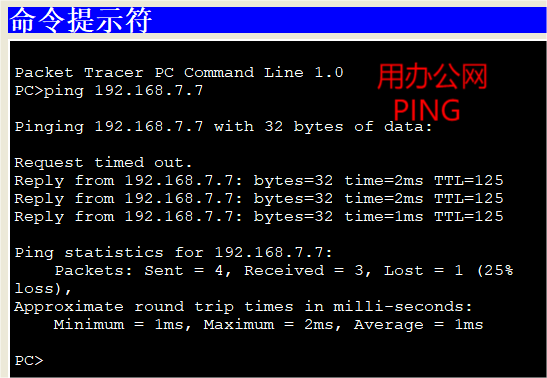 命令提示符
Packet Tracer PC Command Line 1.0
PC>ping 192.168.7.7
用办公网
PING
Pinging 192.168.7.7 with 32 bytes of data:
Request timed out.
Reply from 192.168.7.7: bytes=32 time=2ms TTL=125
Reply from 192.168.7.7: bytes=32 time=2ms TTL=125
Reply from 192.168.7.7: bytes=32 time=1ms TTL=125
Ping statistics for 192.168.7.7:
Packets: Sent = 4, Received = 3, Lost = 1 (25%
loss),
Approximate round trip times in milli-seconds:
Minimum = 1ms, Maximum = 2ms, Average = 1ms
PC>